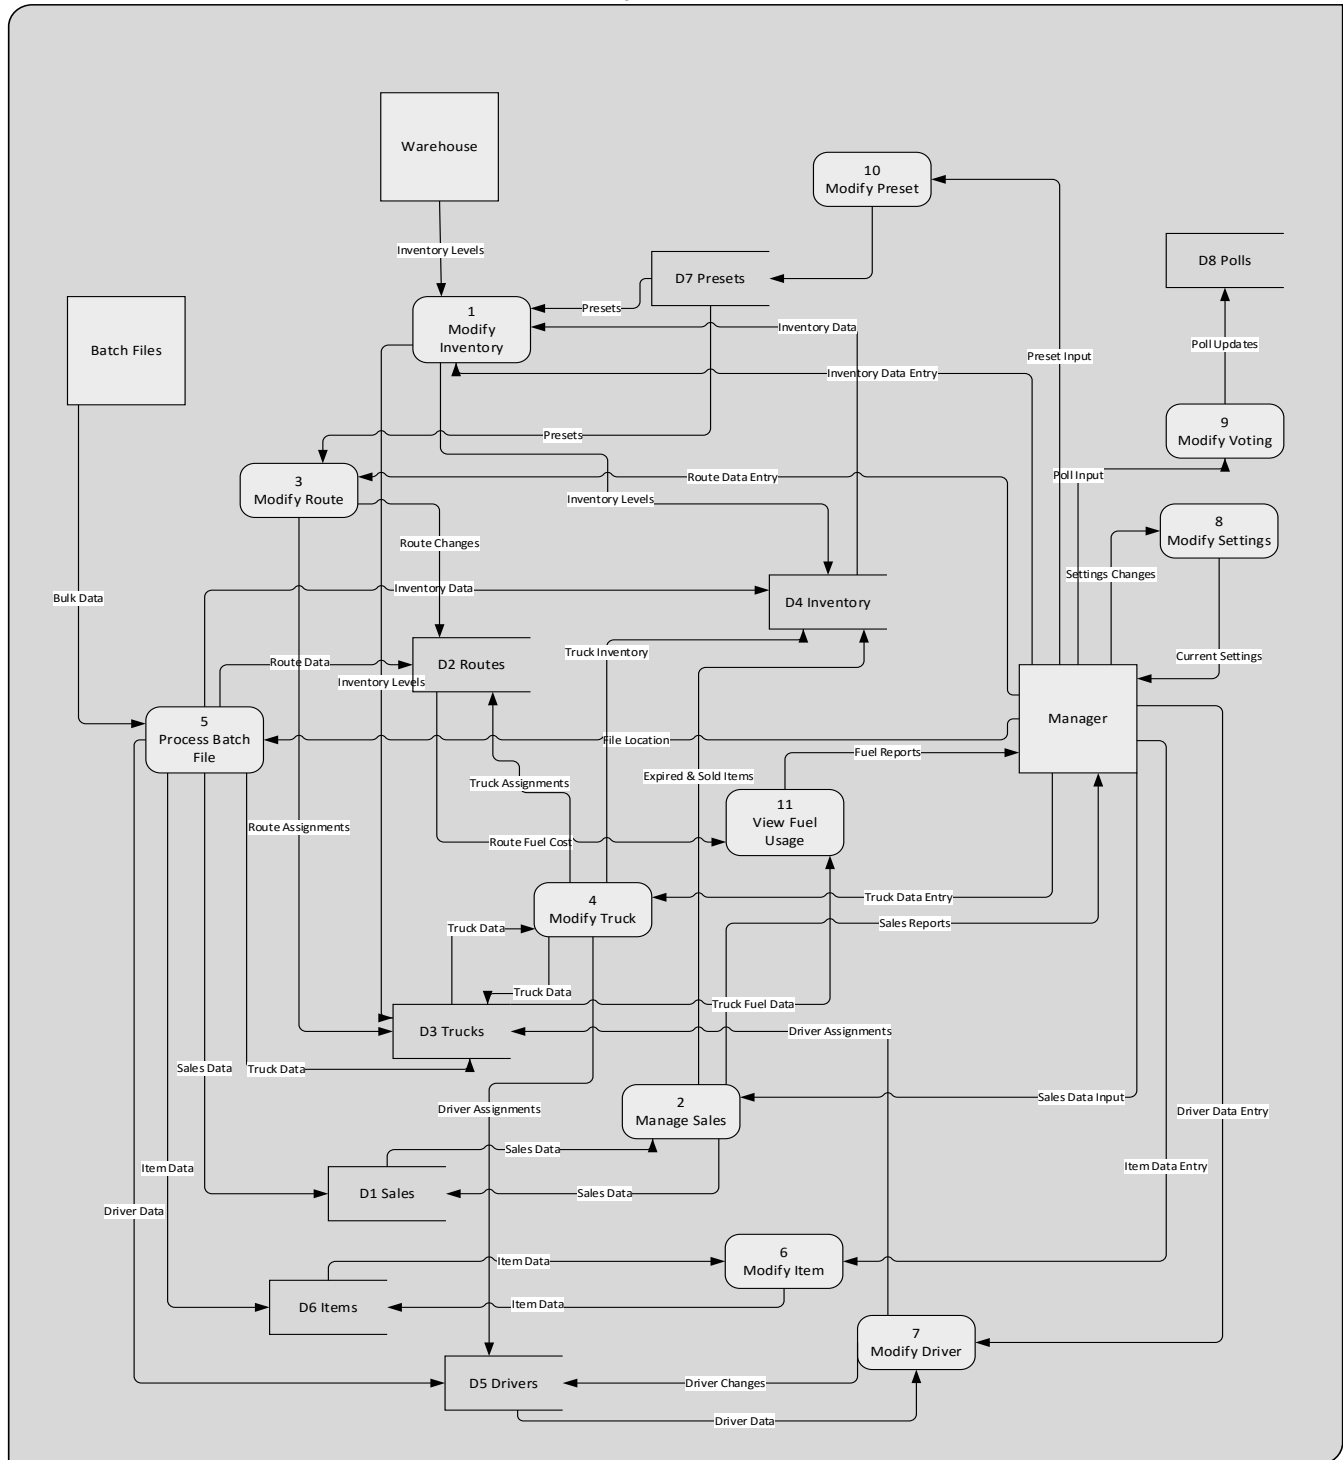 Warehouse
10
Modify Preset
Inventory Levels
D8 Polls
D7 Presets
Presets
1
Modify
Inventory
Inventory Data
Batch Files
Poll Updates
Preset Input
Inventory Data Entry
9
Modify Voting
Presets
3
Modify Route
Route Data Entry
Poll Input
Inventory Levels
8
Modify Settings
Route Changes
Settings Changes
Bulk Data
Inventory Data
D4 Inventory
Truck Inventory
Route Data
D2 Routes
Current Settings
Inventory Levels
5
Process Batch
File
Manager
File Location
Fuel Reports
Truck Assignments
Expired & Sold Items
11
View Fuel
Usage
Route Assignments
Route Fuel Cost
4
Modify Truck
Truck Data Entry
Truck Data
Sales Reports
Truck Data
Truck Fuel Data
D3 Trucks
Driver Assignments
Sales Data
Truck Data
Sales Data Input
2
Manage Sales
Driver Assignments
Driver Data Entry
Sales Data
Item Data
Item Data Entry
D1 Sales
Sales Data
Driver Data
6
Modify Item
Item Data
D6 Items
Item Data
7
Modify Driver
D5 Drivers
Driver Changes
Driver Data